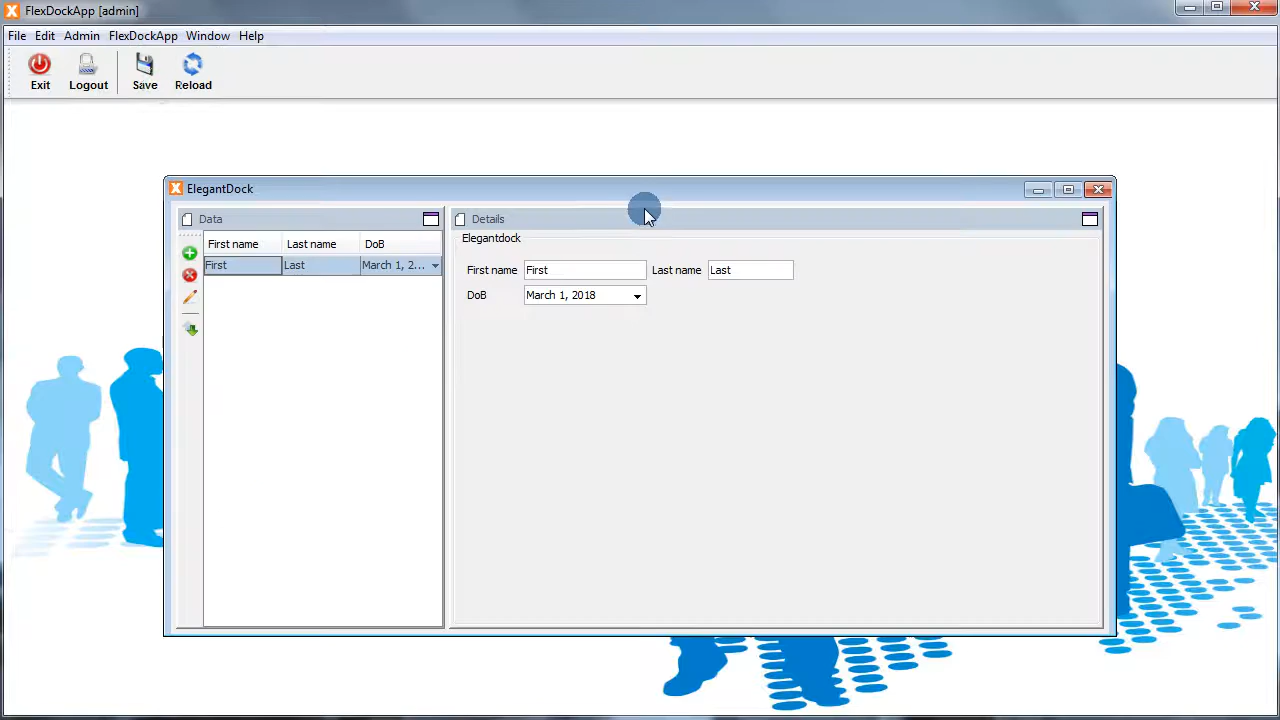 FlexDockApp [admin]
File Edit Admin FlexDockApp Window Help
Exit Logout Save Reload
ElegantDock
Data Details
First name Last name DoB
First Last March 1, 2...
Elegantdock
First name First Last name Last
DoB March 1, 2018